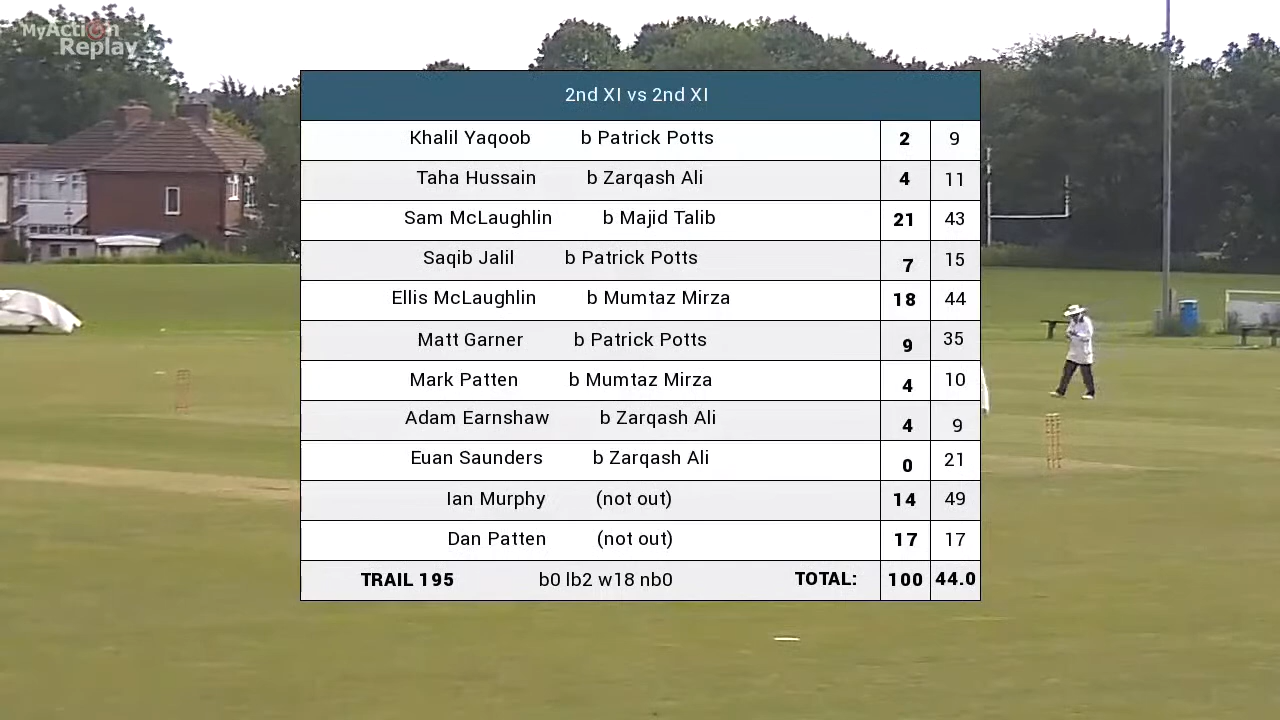 MyAction
Replay
2nd XI vs 2nd XI
Khalil Yaqoob b Patrick Potts 2 9
Taha Hussain b Zarqash Ali 4 11
Sam McLaughlin b Majid Talib 21 43
Saqib Jalil b Patrick Potts 7 15
Ellis McLaughlin b Mumtaz Mirza 18 44
Matt Garner b Patrick Potts 9 35
Mark Patten b Mumtaz Mirza 4 10
Adam Earnshaw b Zarqash Ali 4 9
Euan Saunders b Zarqash Ali 0 21
Ian Murphy (not out) 14 49
Dan Patten (not out) 17 17
TRAIL 195 b0 lb2 w18 nb0 TOTAL: 100 44.0